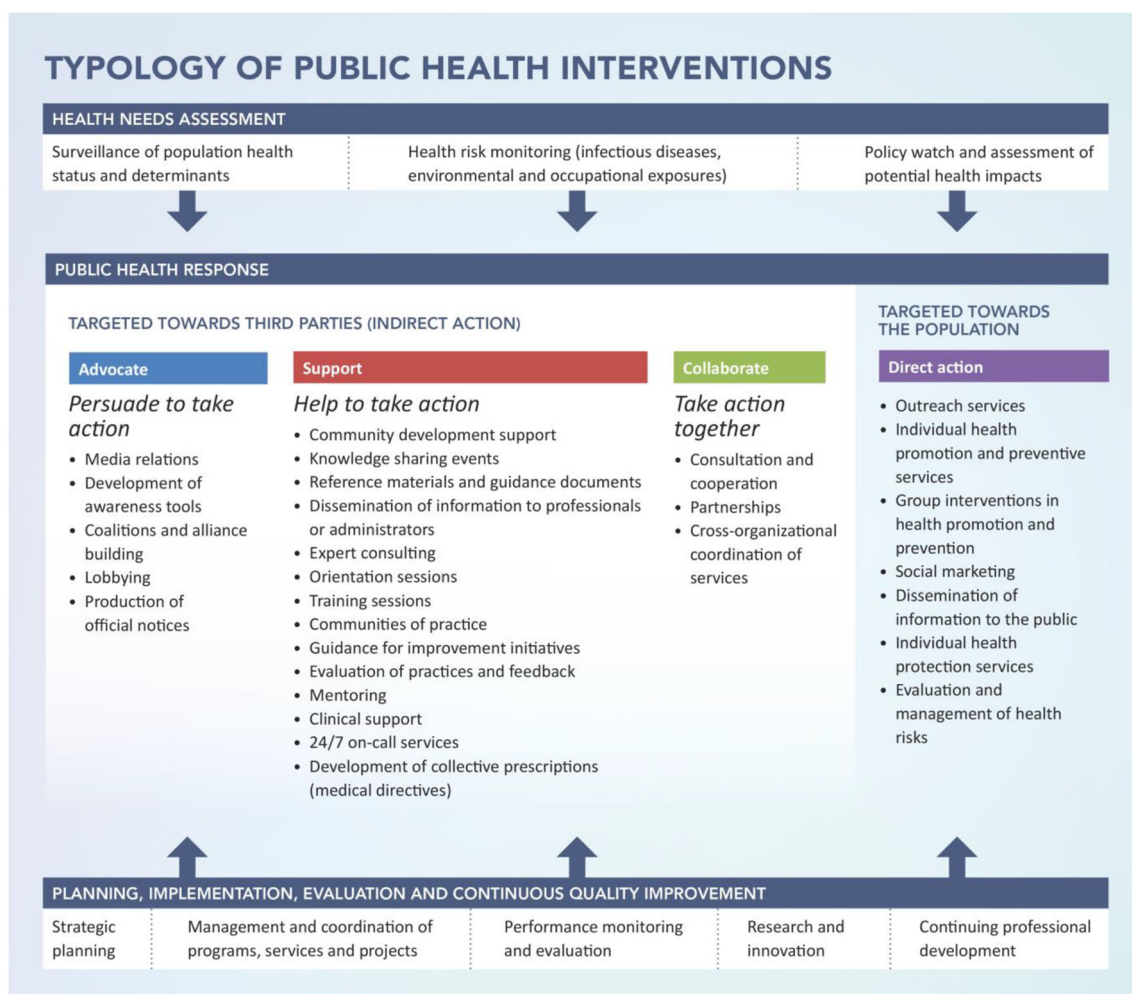 TYPOLOGY OF PUBLIC HEALTH INTERVENTIONS
HEALTH NEEDS ASSESSMENT
Surveillance of population health
status and determinants
Health risk monitoring (infectious diseases,
environmental and occupational exposures)
Policy watch and assessment of
potential health impacts
PUBLIC HEALTH RESPONSE
TARGETED TOWARDS THIRD PARTIES (INDIRECT ACTION)
Advocate
Persuade to take
action
• Media relations
• Development of
awareness tools
• Coalitions and alliance
building
• Lobbying
• Production of
official notices
Support
Help to take action
• Community development support
• Knowledge sharing events
• Reference materials and guidance documents
• Dissemination of information to professionals
or administrators
• Expert consulting
• Orientation sessions
• Training sessions
• Communities of practice
• Guidance for improvement initiatives
• Evaluation of practices and feedback
• Mentoring
• Clinical support
• 24/7 on-call services
• Development of collective prescriptions
(medical directives)
Collaborate
Take action
together
• Consultation and
cooperation
• Partnerships
• Cross-organizational
coordination of
services
TARGETED TOWARDS
THE POPULATION
Direct action
• Outreach services
• Individual health
promotion and preventive
services
• Group interventions in
health promotion and
prevention
• Social marketing
• Dissemination of
information to the public
• Individual health
protection services
• Evaluation and
management of health
risks
PLANNING, IMPLEMENTATION, EVALUATION AND CONTINUOUS QUALITY IMPROVEMENT
Strategic
planning
Management and coordination of
programs, services and projects
Performance monitoring
and evaluation
Research and
innovation
Continuing professional
development